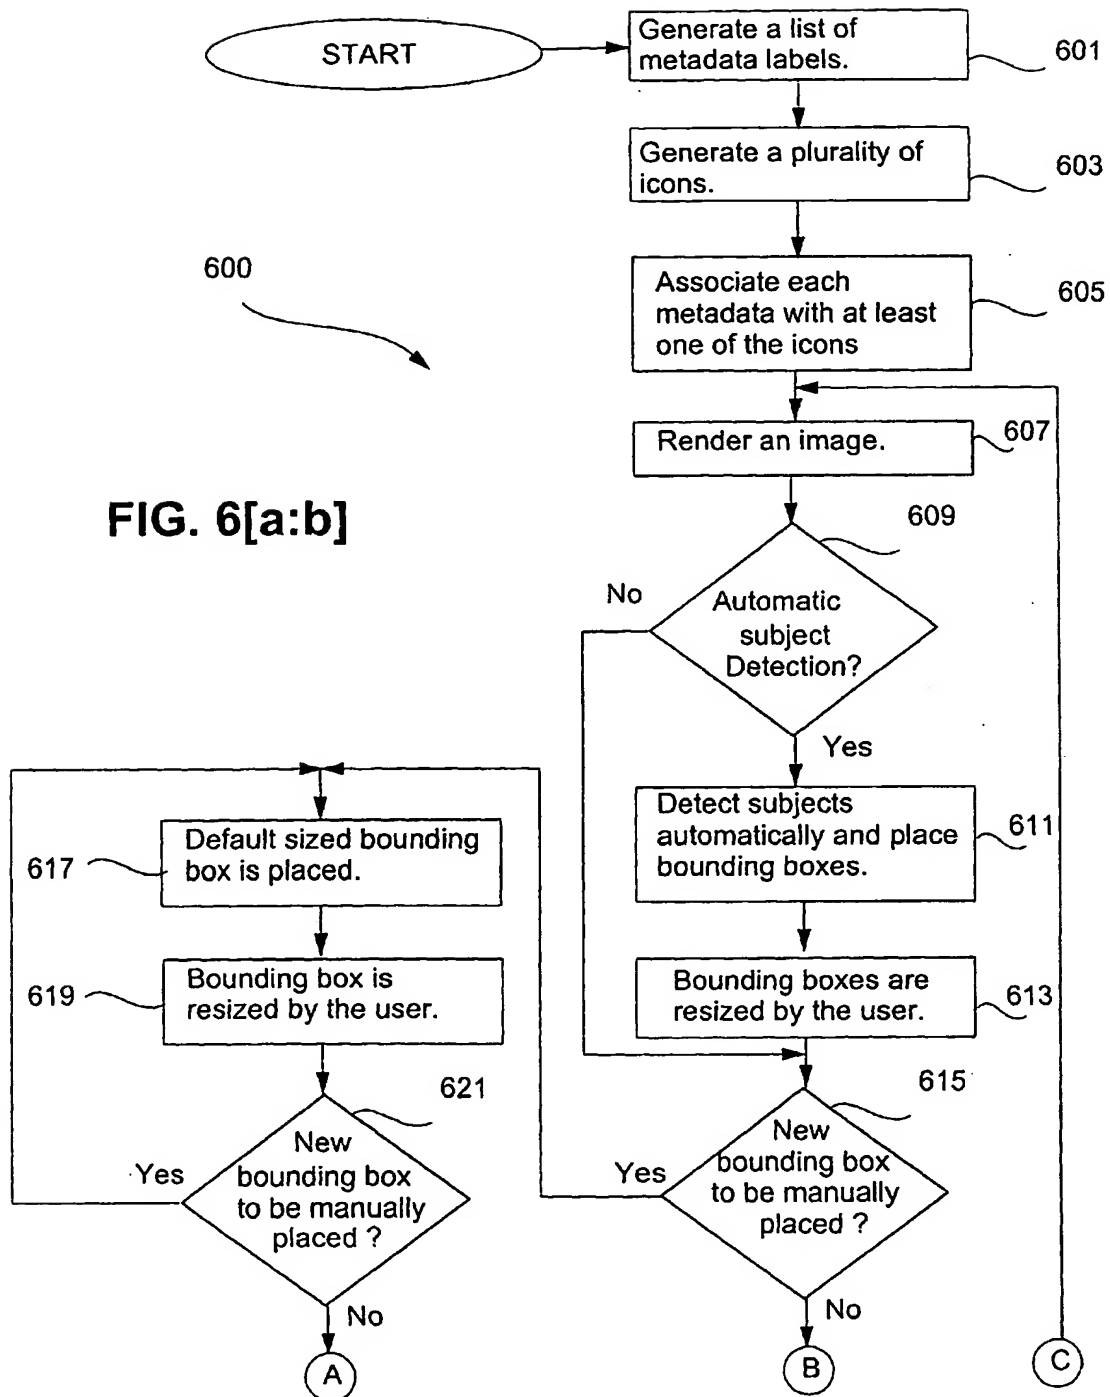 START
Generate a list of
metadata labels.
601
Generate a plurality of
icons.
603
600
Associate each
metadata with at least
one of the icons
605
Render an image.
607
FIG. 6[a:b]
609
No
Automatic
subject
Detection?
Yes
Detect subjects
automatically and place
bounding boxes.
611
617
Default sized bounding
box is placed.
619
Bounding box is
resized by the user.
Bounding boxes are
resized by the user.
613
621
Yes
New
bounding box
to be manually
placed ?
No
615
Yes
New
bounding box
to be manually
placed ?
No
A
B
C